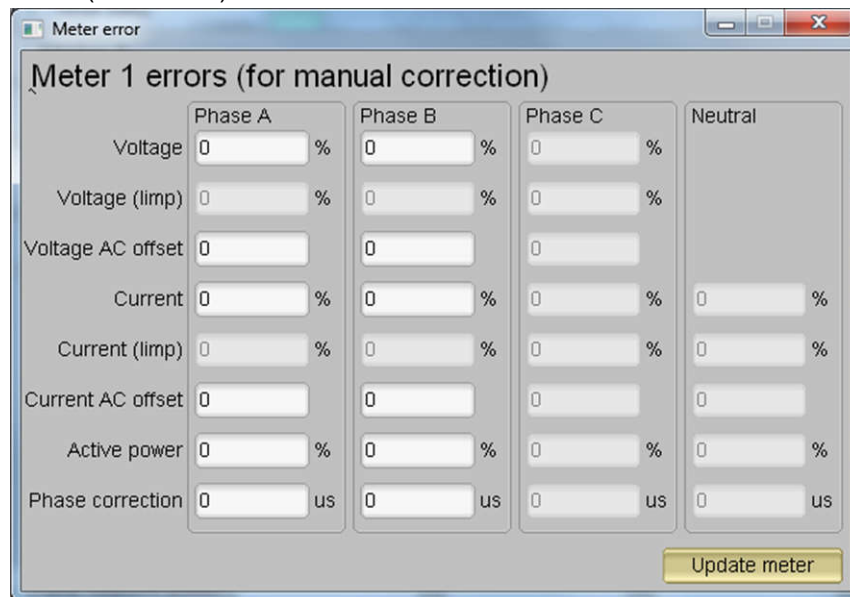 Meter error
Meter 1 errors (for manual correction)
Phase A Phase B Phase C Neutral
Voltage 0 % 0 % 0 %
Voltage (limp) 0 % 0 % 0 %
Voltage AC offset 0 0 0
Current 0 % 0 % 0 % 0 %
Current (limp) 0 % 0 % 0 % 0 %
Current AC offset 0 0 0 0
Active power 0 % 0 % 0 % 0 %
Phase correction 0 us 0 us 0 us 0 us
Update meter